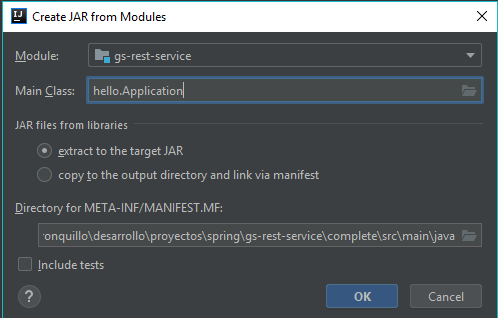 Create JAR from Modules
Module: gs-rest-service
Main Class: hello.Application
JAR files from libraries
extract to the target JAR
copy to the output directory and link via manifest
Directory for META-INF/MANIFEST.MF:
onquillo\desarrollo\proyectos\spring\gs-rest-service\complete\src\main\java
Include tests
? OK Cancel